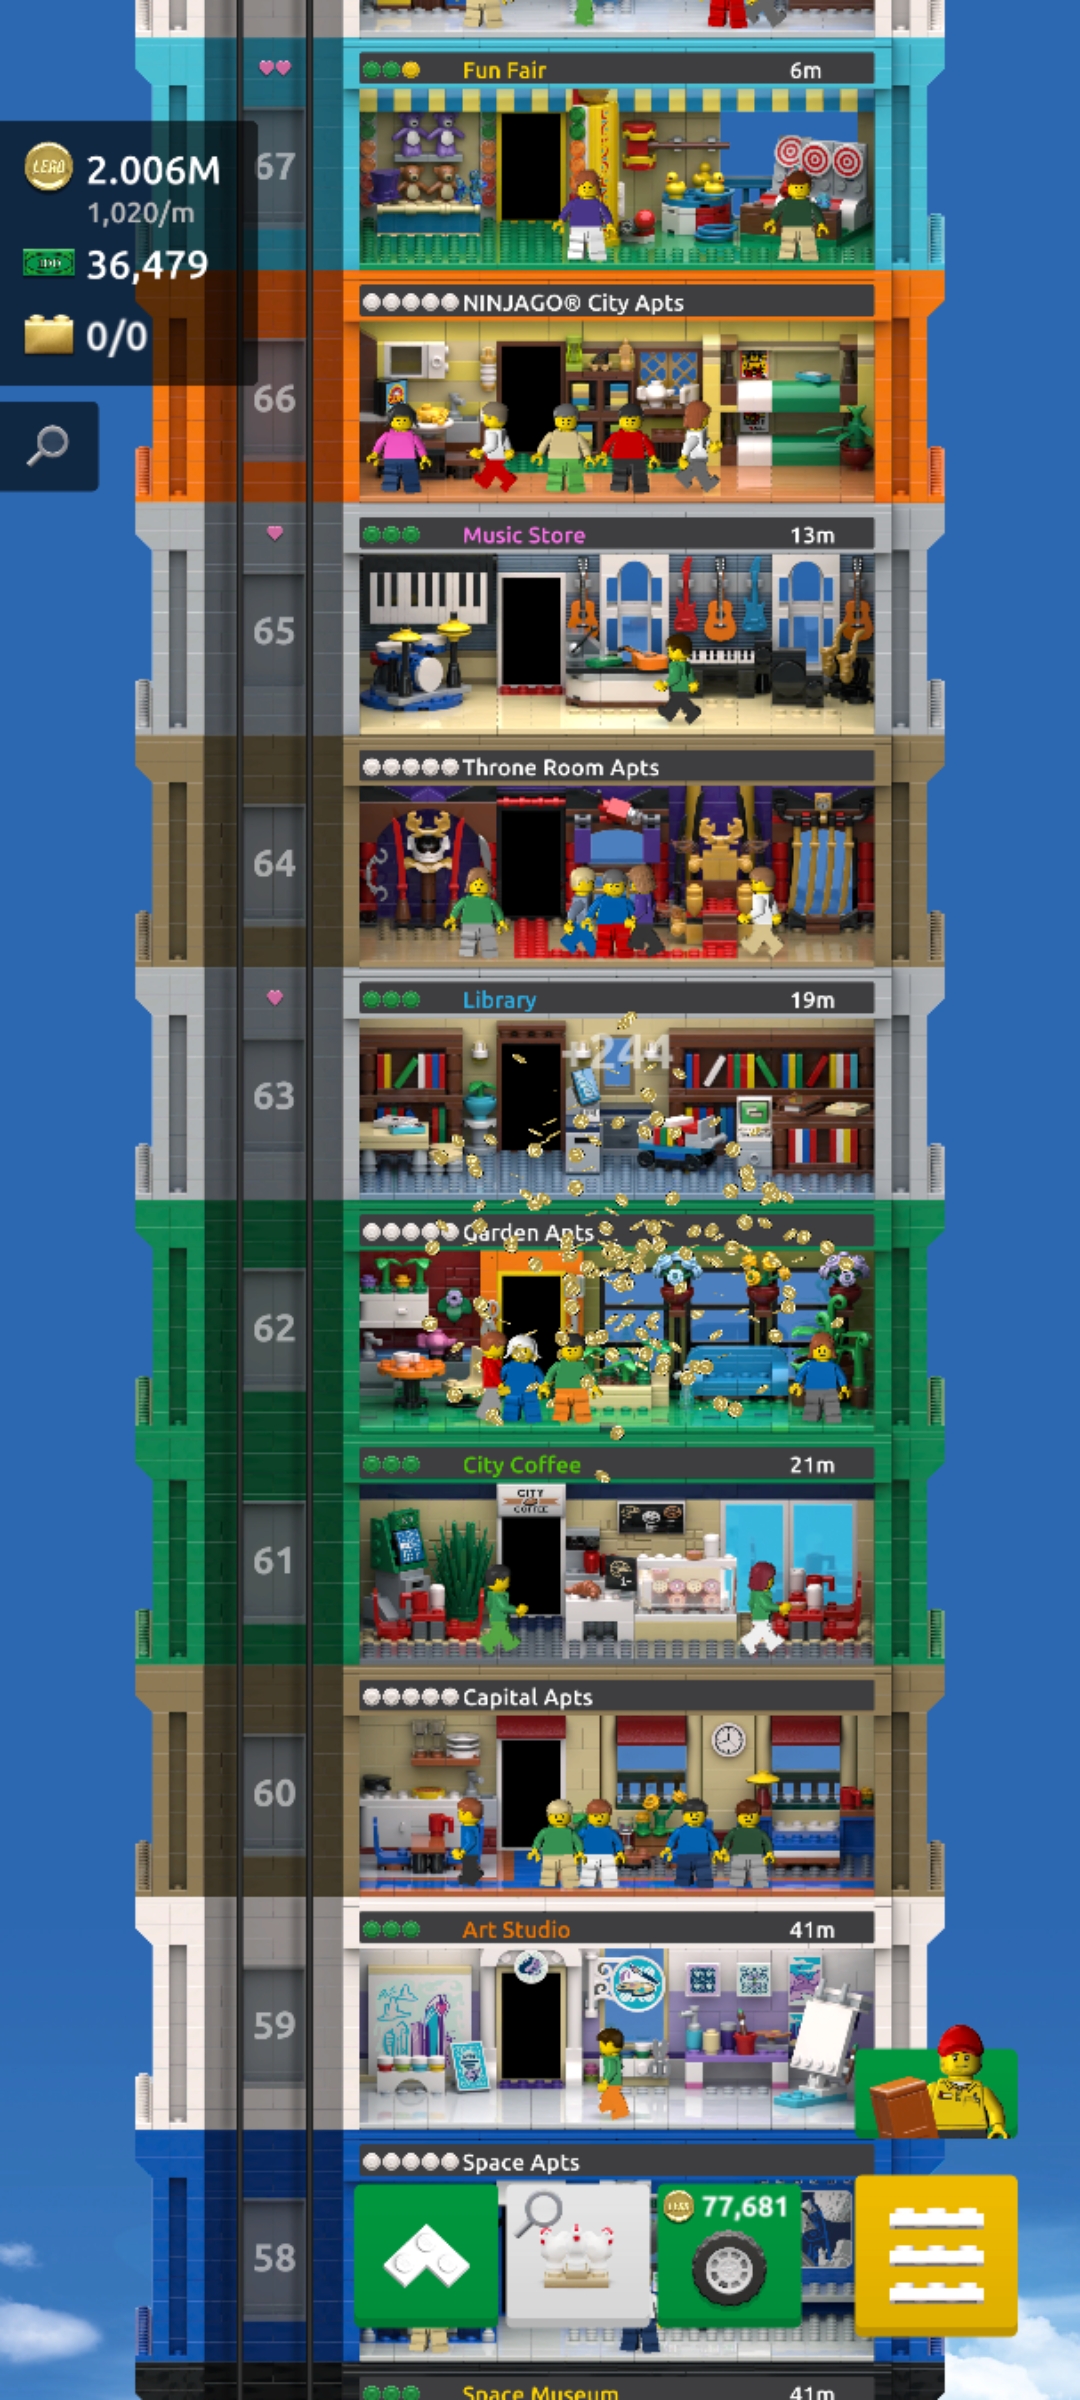 Fun Fair 6m
67
LEGO 2.006M
1,020/m
36,479
0/0
NINJAGO® City Apts
66
Music Store 13m
65
Throne Room Apts
64
Library 19m
+244
63
Garden Apts
62
City Coffee 21m
CITY
COFFEE
61
Capital Apts
60
Art Studio 41m
59
Space Apts
77,681
58
Space Museum 41m